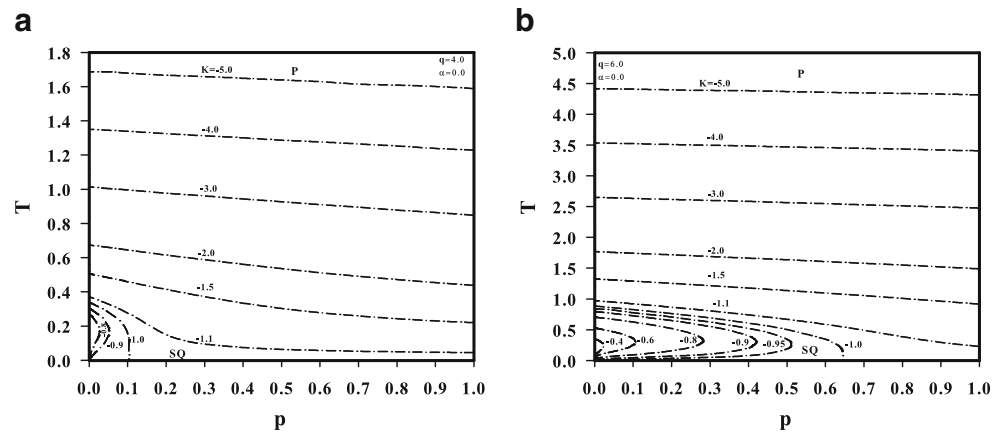 a
T
1.8
1.6
1.4
1.2
1.0
0.8
0.6
0.4
0.2
0.0
K=-5.0
P
q=4.0
α=0.0
-4.0
-3.0
-2.0
-1.5
-1.1
-1.0
-0.9
SQ
0.0 0.1 0.2 0.3 0.4 0.5 0.6 0.7 0.8 0.9 1.0
p
b
T
5.0
4.5
4.0
3.5
3.0
2.5
2.0
1.5
1.0
0.5
0.0
q=6.0
α=0.0
P
K=-5.0
-4.0
-3.0
-2.0
-1.5
-1.1
-0.4 -0.6 -0.8 -0.9 -0.95 -1.0
SQ
0.0 0.1 0.2 0.3 0.4 0.5 0.6 0.7 0.8 0.9 1.0
p